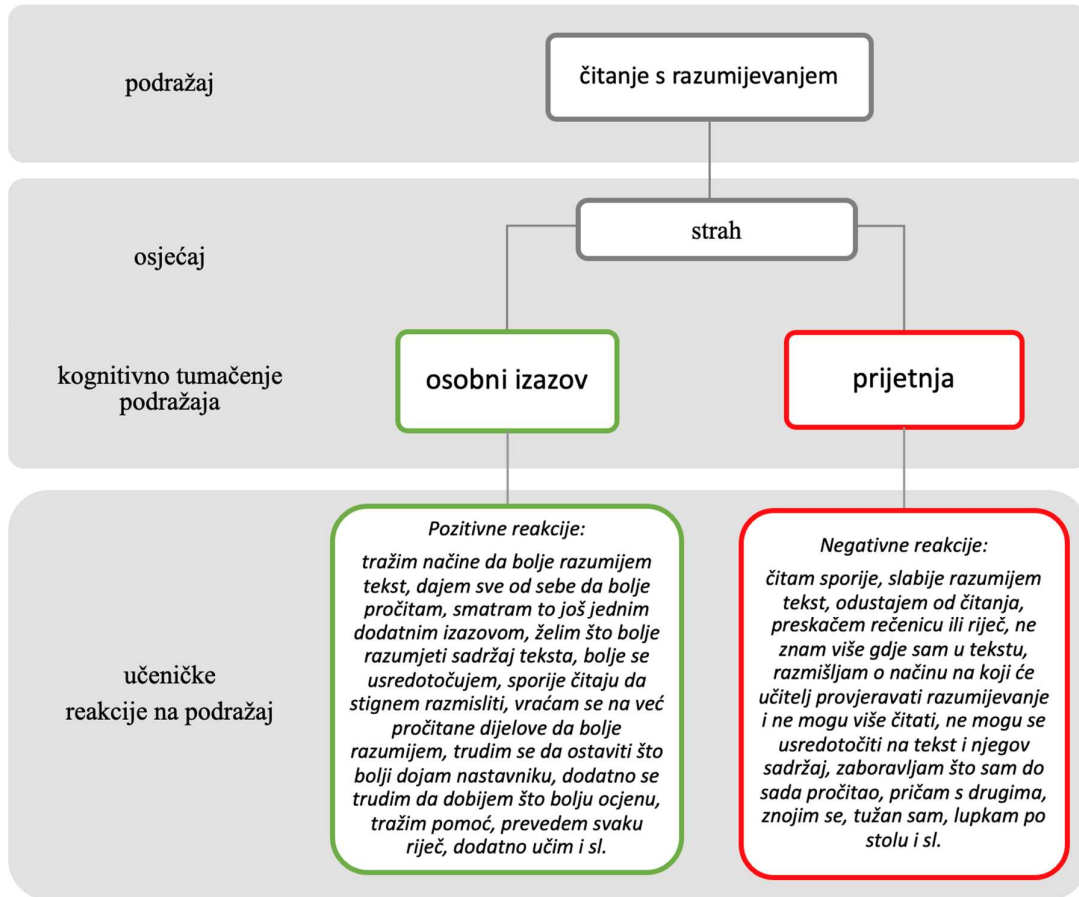 podražaj
čitanje s razumijevanjem
osjećaj
strah
kognitivno tumačenje
podražaja
osobni izazov
prijetnja
učeničke
reakcije na podražaj
Pozitivne reakcije:
tražim načine da bolje razumijem
tekst, dajem sve od sebe da bolje
pročitam, smatram to još jednim
dodatnim izazovom, želim što bolje
razumjeti sadržaj teksta, bolje se
usredotočujem, sporije čitaju da
stignem razmisliti, vraćam se na već
pročitane dijelove da bolje
razumijem, trudim se da ostaviti što
bolji dojam nastavniku, dodatno se
trudim da dobijem što bolju ocjenu,
tražim pomoć, prevedem svaku
riječ, dodatno učim i sl.
Negativne reakcije:
čitam sporije, slabije razumijem
tekst, odustajem od čitanja,
preskačem rečenicu ili riječ, ne
znam više gdje sam u tekstu,
razmišljam o načinu na koji će
učitelj provjeravati razumijevanje
i ne mogu više čitati, ne mogu se
usredotočiti na tekst i njegov
sadržaj, zaboravljam što sam do
sada pročitao, pričam s drugima,
znojim se, tužan sam, lupkam po
stolu i sl.